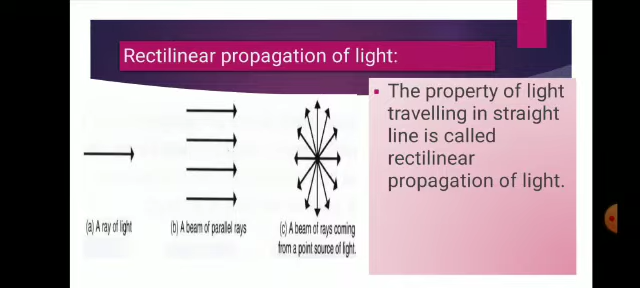 Rectilinear propagation of light:
(a) A ray of light
(b) A beam of parallel rays
(c) A beam of rays coming
from a point source of light.
▪ The property of light
travelling in straight
line is called
rectilinear
propagation of light.